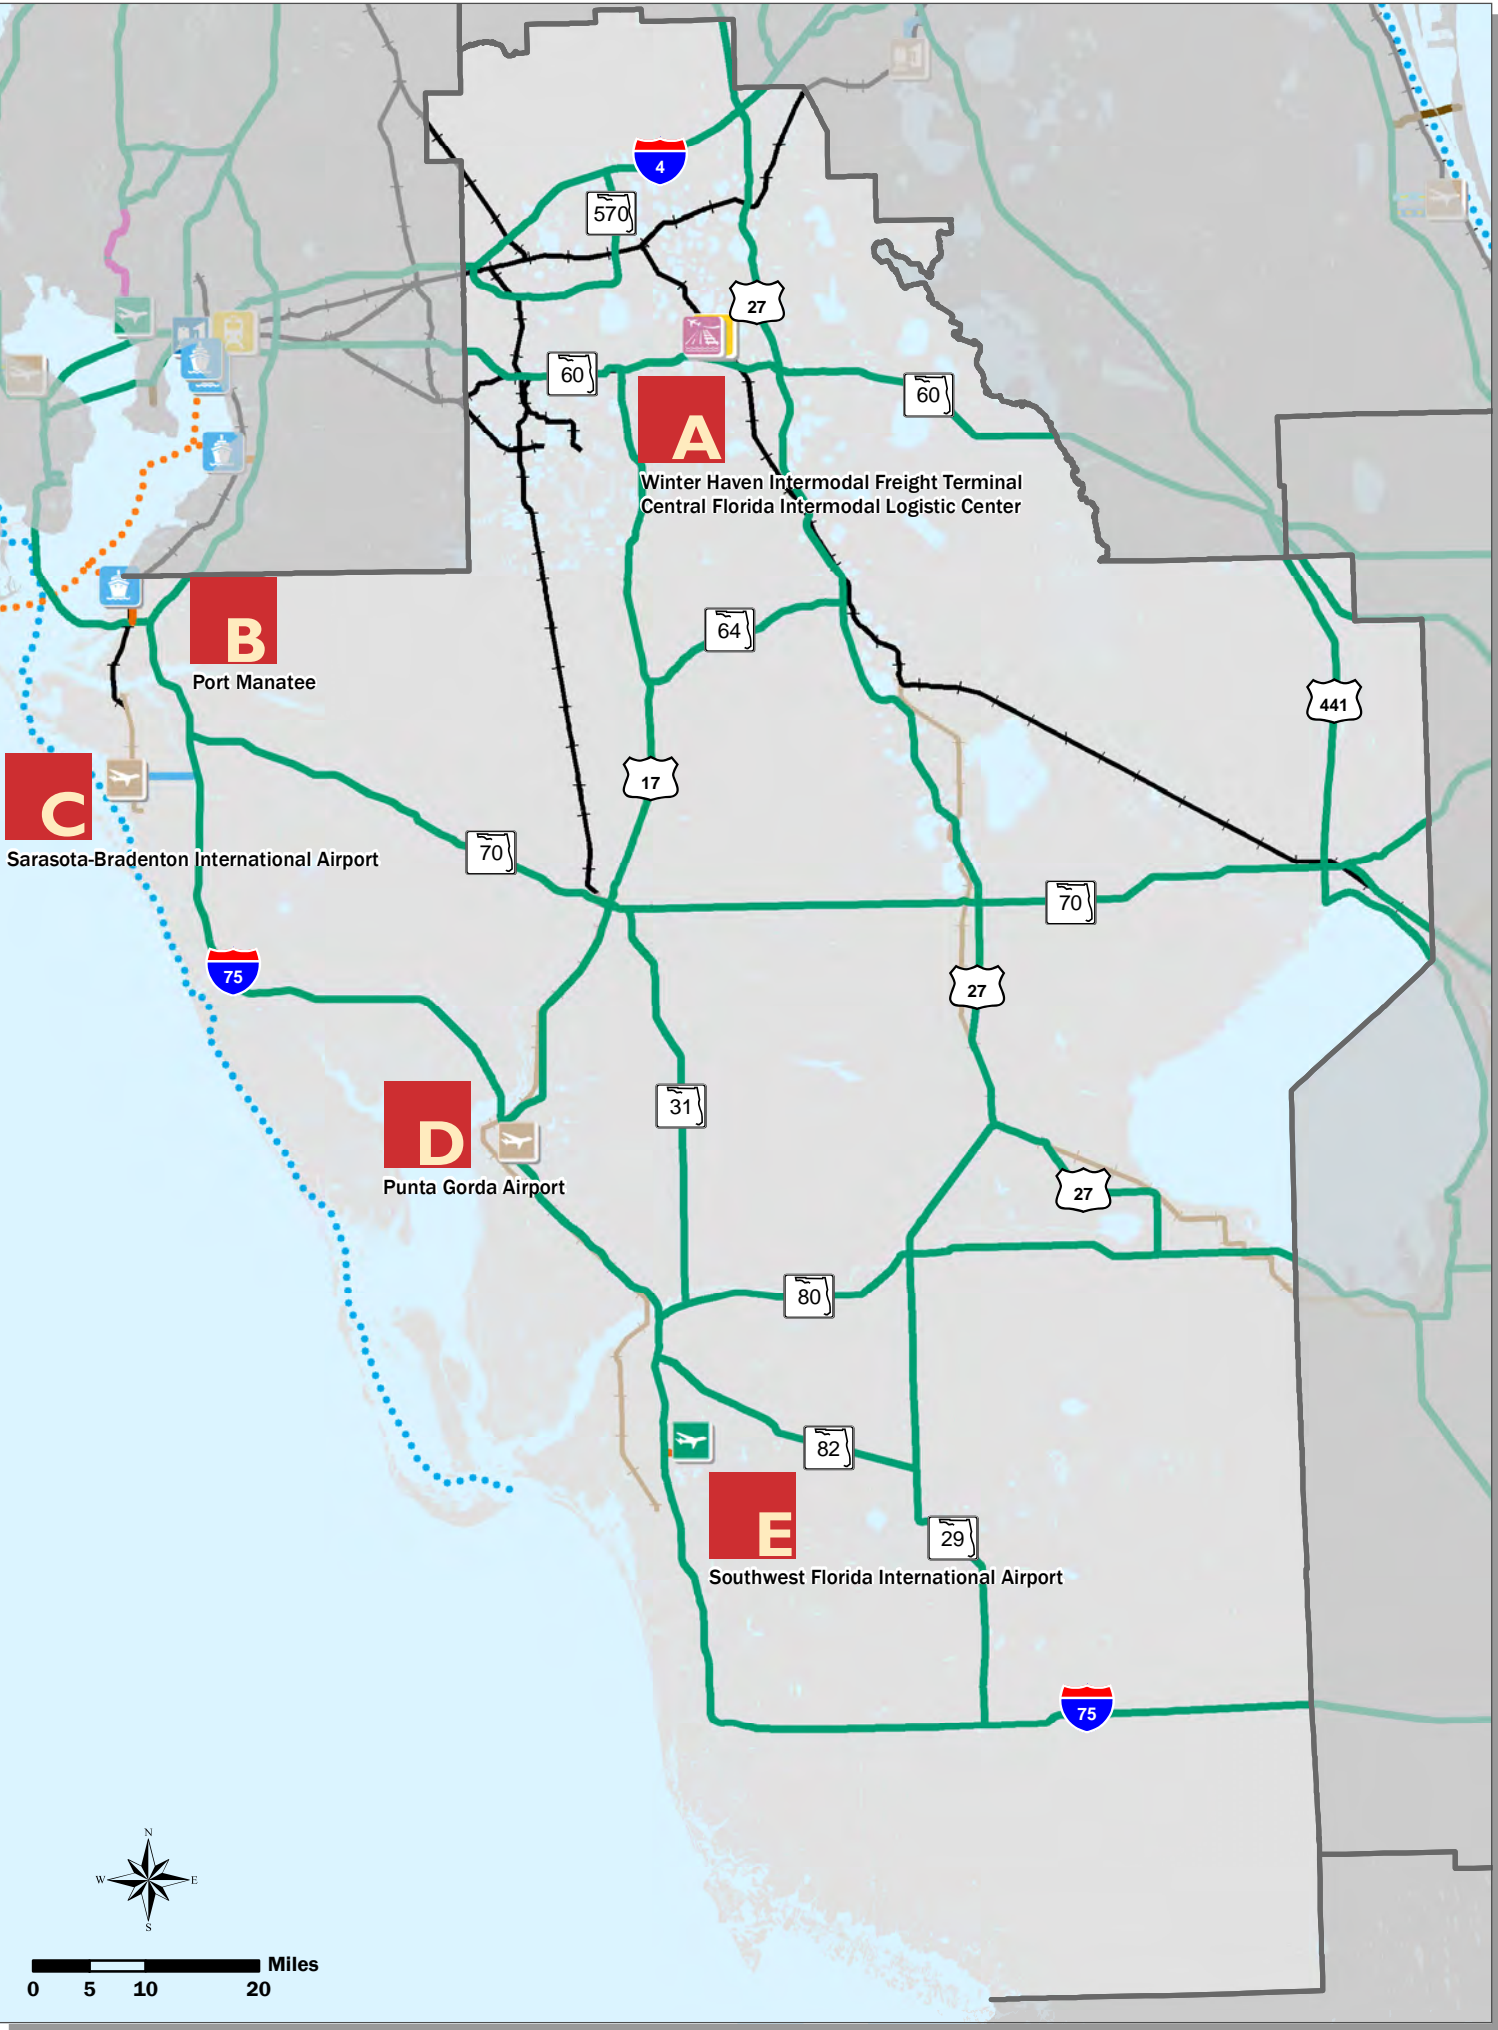 4
570
27
60
60
A
Winter Haven Intermodal Freight Terminal
Central Florida Intermodal Logistic Center
B
Port Manatee
64
441
17
C
Sarasota-Bradenton International Airport
70
70
75
27
31
D
Punta Gorda Airport
27
80
82
E
29
Southwest Florida International Airport
75
N
W E
S
Miles
0 5 10 20